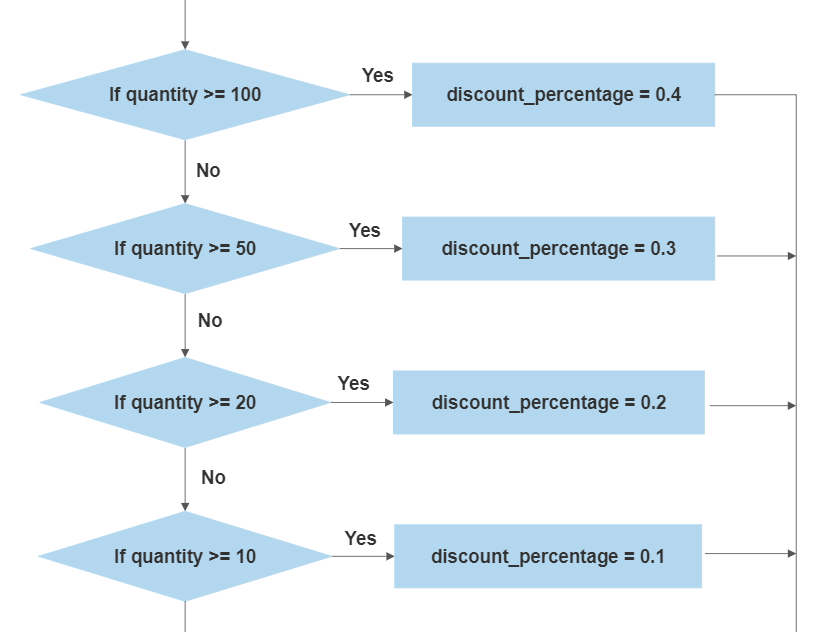 Yes
If quantity >= 100
discount_percentage = 0.4
No
Yes
If quantity >= 50
discount_percentage = 0.3
No
Yes
If quantity >= 20
discount_percentage = 0.2
No
Yes
If quantity >= 10
discount_percentage = 0.1